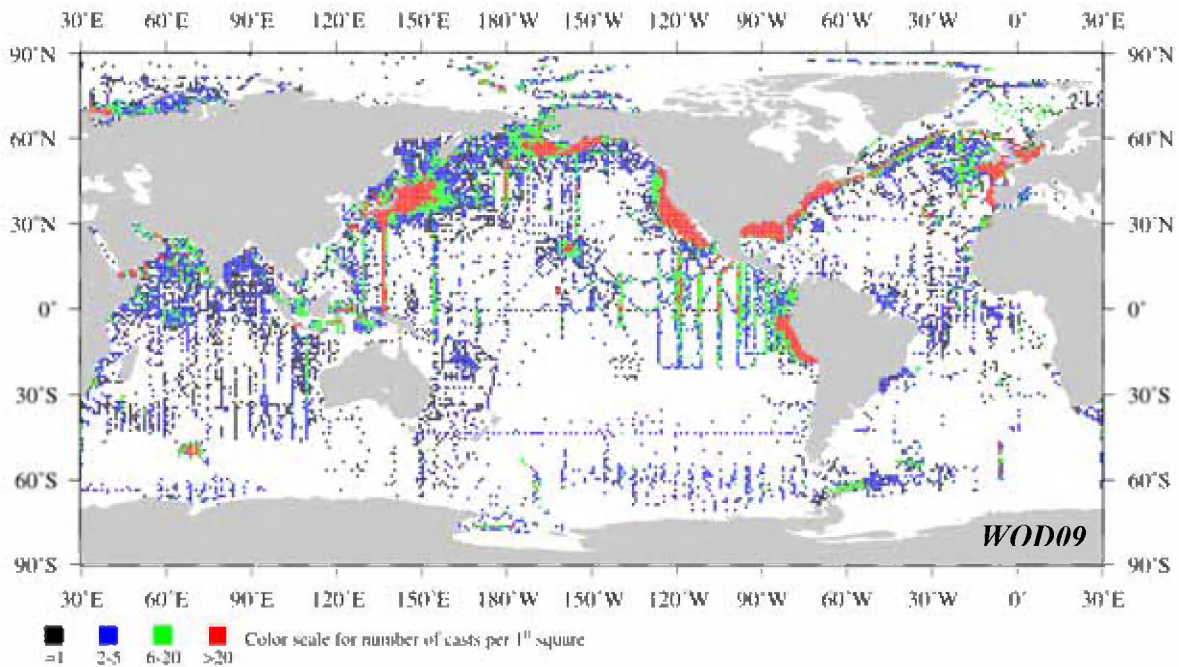 30°E 60°E 90°E 120°E 150°E 180°W 150°W 120°W 90°W 60°W 30°W 0° 30°E
90°N 90°N
60°N 60°N
30°N 30°N
0° 0°
30°S 30°S
60°S 60°S
WOD09
90°S 90°S
30°E 60°E 90°E 120°E 150°E 180°W 150°W 120°W 90°W 60°W 30°W 0° 30°E
Color scale for number of casts per 1° square
=1 2-5 6-20 >20